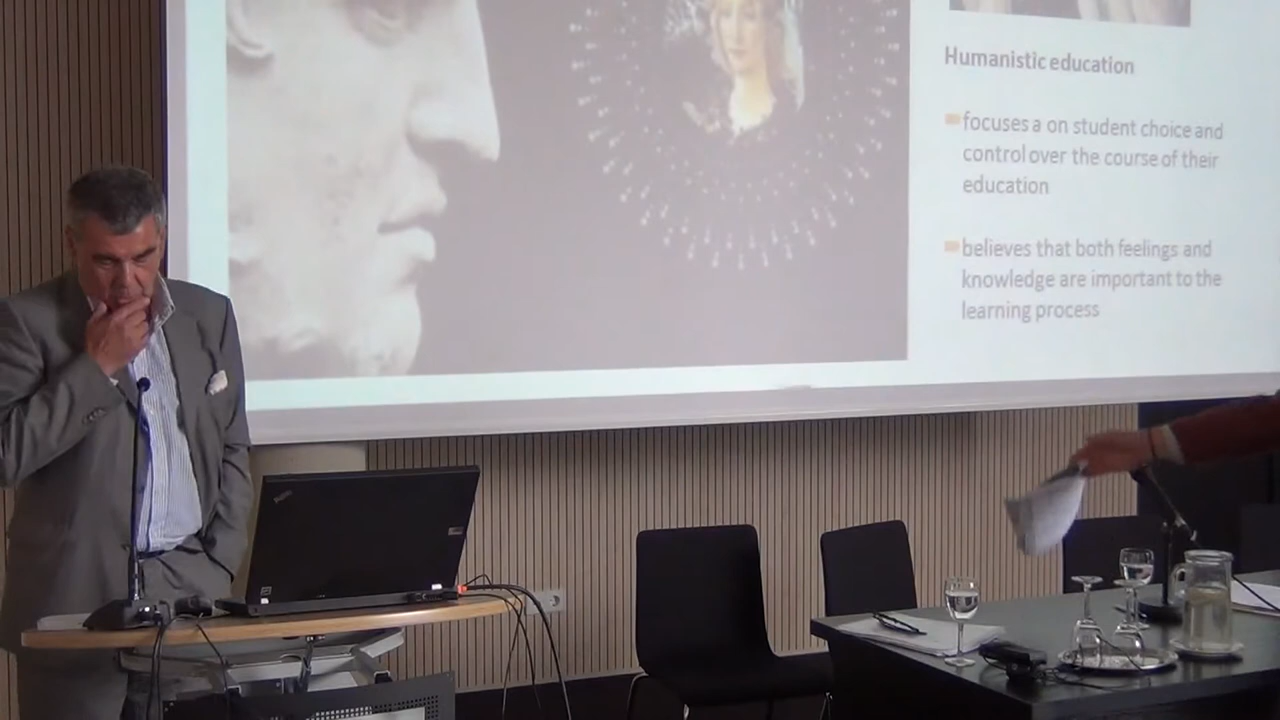 Humanistic education
focuses a on student choice and
control over the course of their
education
believes that both feelings and
knowledge are important to the
learning process